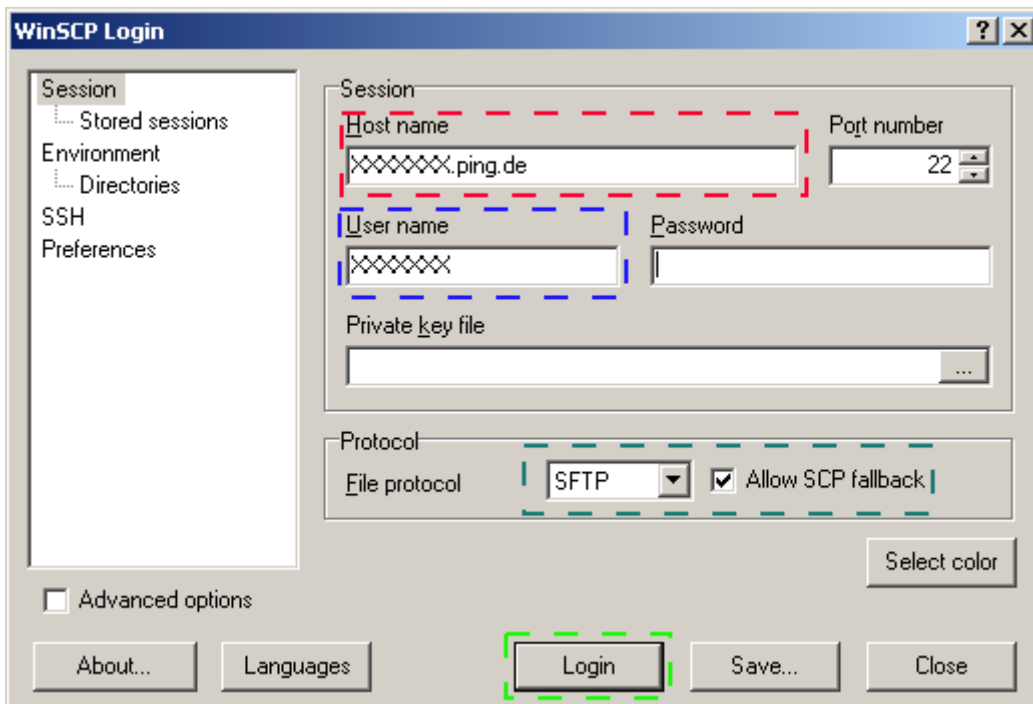 WinSCP Login
Session
Stored sessions
Environment
Directories
SSH
Preferences
Session
Host name
Port number
XXXXXXX.ping.de
22
User name
Password
XXXXXXX
Private key file
...
Protocol
File protocol
SFTP
Allow SCP fallback
Select color
Advanced options
About...
Languages
Login
Save...
Close